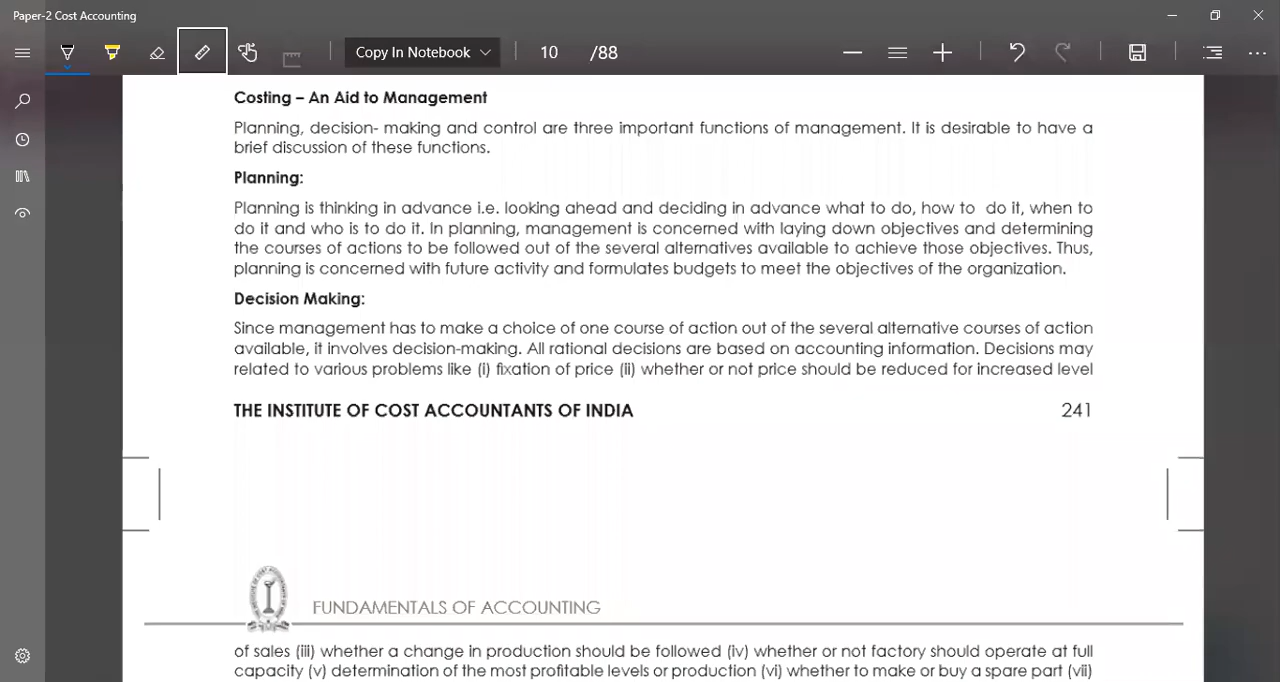 Paper-2 Cost Accounting
Copy In Notebook
10 /88
Costing – An Aid to Management
Planning, decision- making and control are three important functions of management. It is desirable to have a
brief discussion of these functions.
Planning:
Planning is thinking in advance i.e. looking ahead and deciding in advance what to do, how to do it, when to
do it and who is to do it. In planning, management is concerned with laying down objectives and determining
the courses of actions to be followed out of the several alternatives available to achieve those objectives. Thus,
planning is concerned with future activity and formulates budgets to meet the objectives of the organization.
Decision Making:
Since management has to make a choice of one course of action out of the several alternative courses of action
available, it involves decision-making. All rational decisions are based on accounting information. Decisions may
related to various problems like (i) fixation of price (ii) whether or not price should be reduced for increased level
THE INSTITUTE OF COST ACCOUNTANTS OF INDIA 241
FUNDAMENTALS OF ACCOUNTING
of sales (iii) whether a change in production should be followed (iv) whether or not factory should operate at full
capacity (v) determination of the most profitable levels or production (vi) whether to make or buy a spare part (vii)